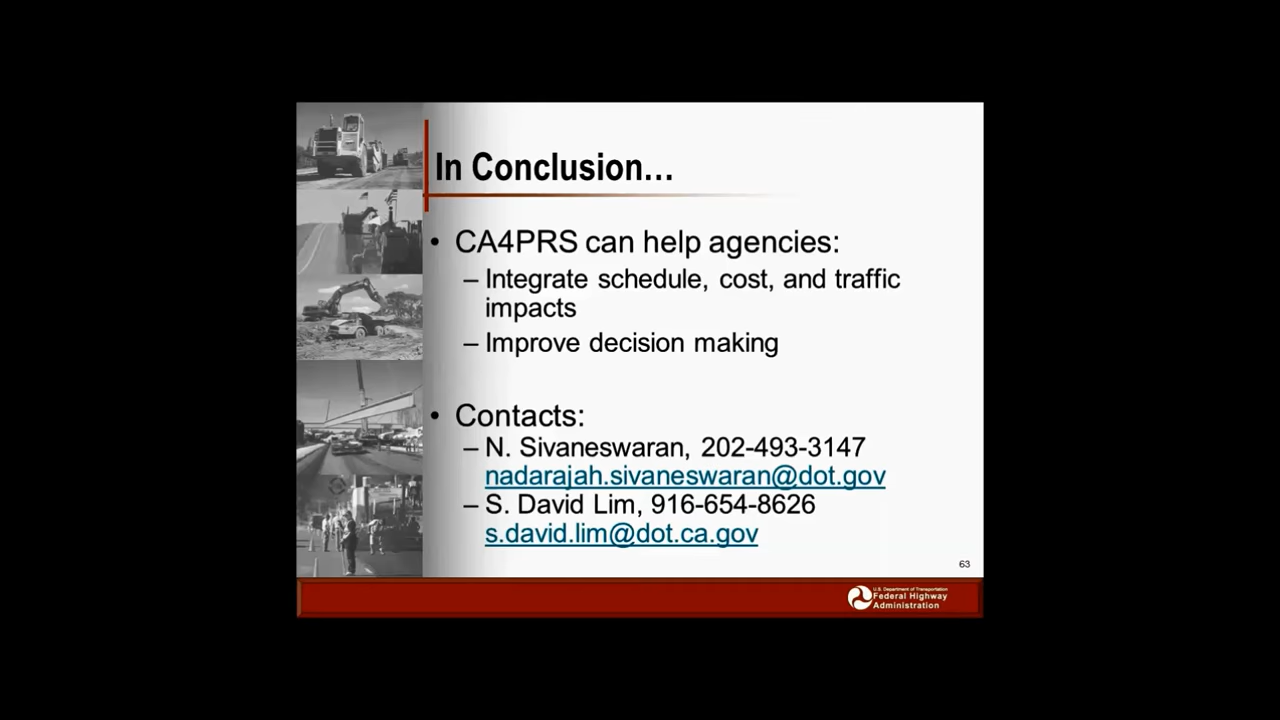 In Conclusion...
• CA4PRS can help agencies:
– Integrate schedule, cost, and traffic
impacts
– Improve decision making
• Contacts:
– N. Sivaneswaran, 202-493-3147
nadarajah.sivaneswaran@dot.gov
– S. David Lim, 916-654-8626
s.david.lim@dot.ca.gov
63
U.S. Department of Transportation
Federal Highway
Administration